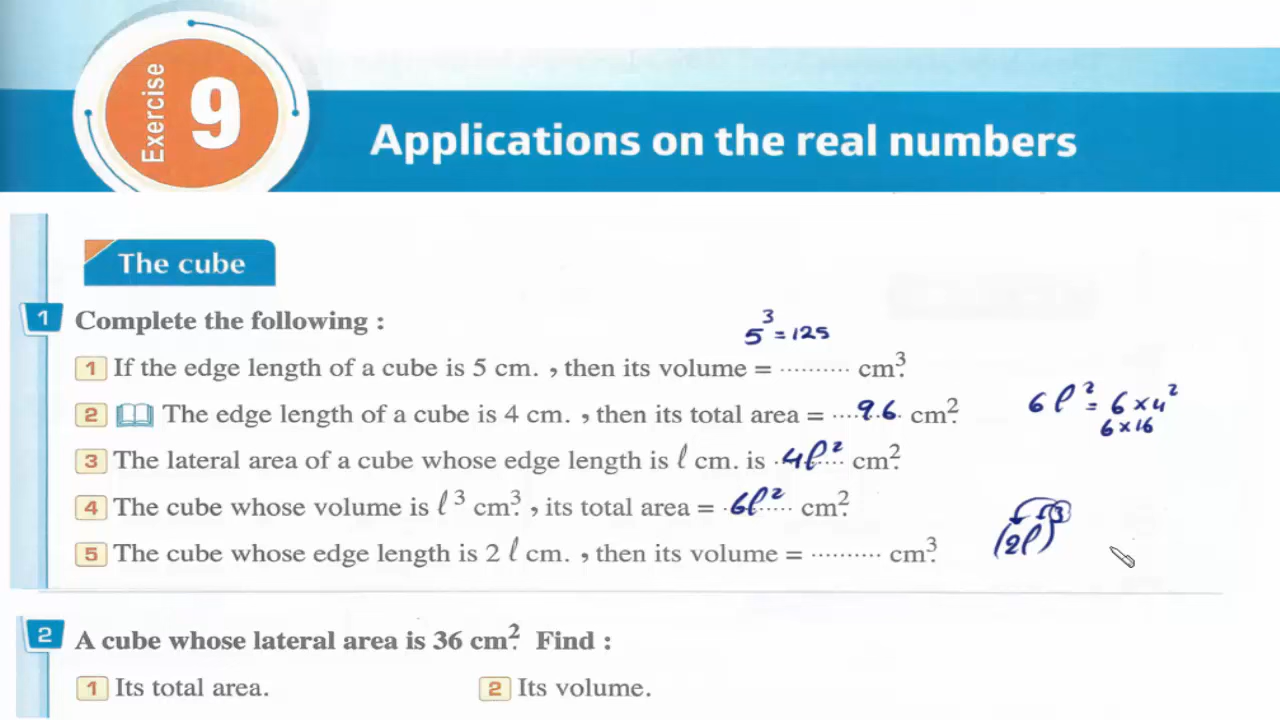 Exercise 9
Applications on the real numbers
The cube
1 Complete the following :
5³ = 125
1 If the edge length of a cube is 5 cm. , then its volume = .......... cm³.
2 The edge length of a cube is 4 cm. , then its total area = ....96.. cm².
6ℓ² = 6 × 4²
6 × 16
3 The lateral area of a cube whose edge length is ℓ cm. is .4ℓ².... cm².
4 The cube whose volume is ℓ³ cm³. , its total area = .6ℓ²..... cm².
5 The cube whose edge length is 2 ℓ cm. , then its volume = .......... cm³.
(2ℓ)³
2 A cube whose lateral area is 36 cm². Find :
1 Its total area.
2 Its volume.